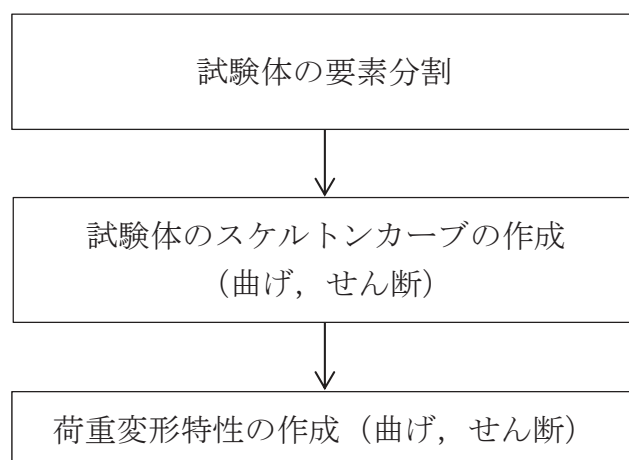 試験体の要素分割
試験体のスケルトンカーブの作成
（曲げ，せん断）
荷重変形特性の作成（曲げ，せん断）